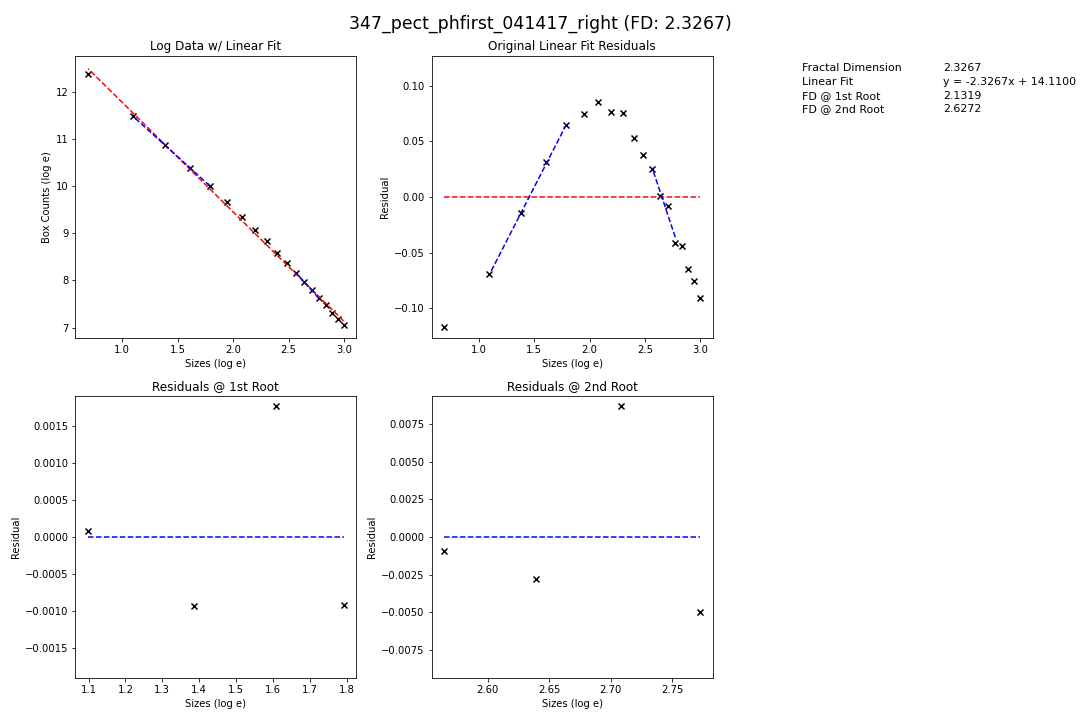 347_pect_phfirst_041417_right (FD: 2.3267)
Log Data w/ Linear Fit
Box Counts (log e)
12
11
10
9
8
7
1.0 1.5 2.0 2.5 3.0
Sizes (log e)
Original Linear Fit Residuals
Residual
0.10
0.05
0.00
−0.05
−0.10
1.0 1.5 2.0 2.5 3.0
Sizes (log e)
Fractal Dimension 2.3267
Linear Fit y = -2.3267x + 14.1100
FD @ 1st Root 2.1319
FD @ 2nd Root 2.6272
Residuals @ 1st Root
Residual
0.0015
0.0010
0.0005
0.0000
−0.0005
−0.0010
−0.0015
1.1 1.2 1.3 1.4 1.5 1.6 1.7 1.8
Sizes (log e)
Residuals @ 2nd Root
Residual
0.0075
0.0050
0.0025
0.0000
−0.0025
−0.0050
−0.0075
2.60 2.65 2.70 2.75
Sizes (log e)